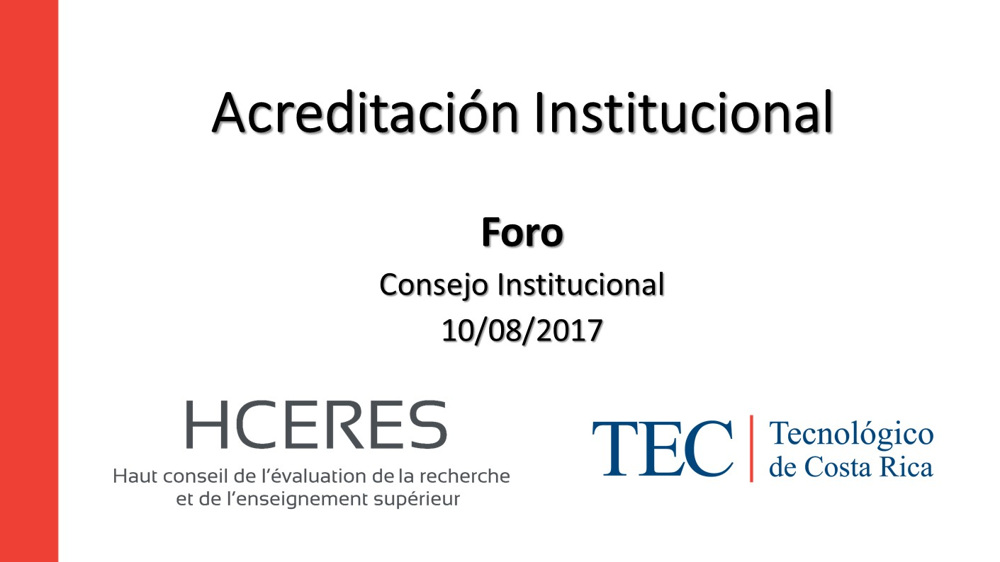 Acreditación Institucional
Foro
Consejo Institucional
10/08/2017
HCERES
Haut conseil de l'évaluation de la recherche
et de l'enseignement supérieur
TEC
Tecnológico
de Costa Rica